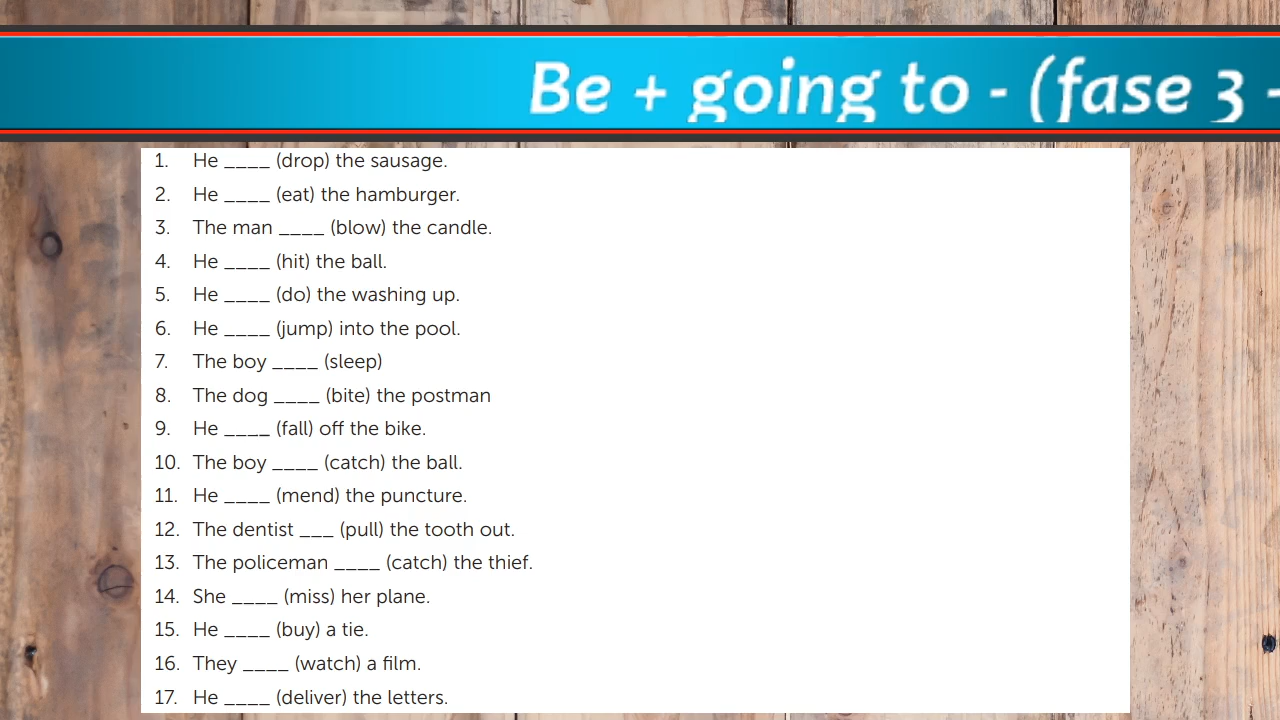 Be + going to - (fase 3 -
1. He ____ (drop) the sausage.
2. He ____ (eat) the hamburger.
3. The man ____ (blow) the candle.
4. He ____ (hit) the ball.
5. He ____ (do) the washing up.
6. He ____ (jump) into the pool.
7. The boy ____ (sleep)
8. The dog ____ (bite) the postman
9. He ____ (fall) off the bike.
10. The boy ____ (catch) the ball.
11. He ____ (mend) the puncture.
12. The dentist ___ (pull) the tooth out.
13. The policeman ____ (catch) the thief.
14. She ____ (miss) her plane.
15. He ____ (buy) a tie.
16. They ____ (watch) a film.
17. He ____ (deliver) the letters.